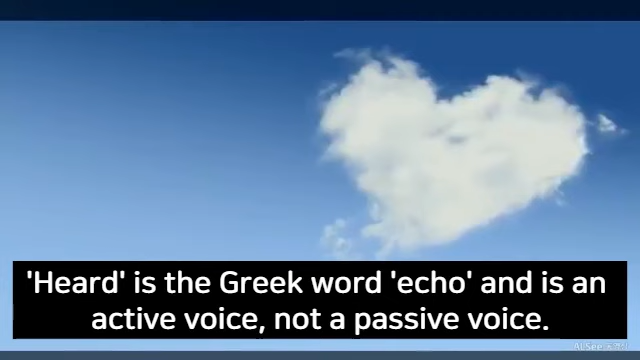 'Heard' is the Greek word 'echo' and is an
active voice, not a passive voice.